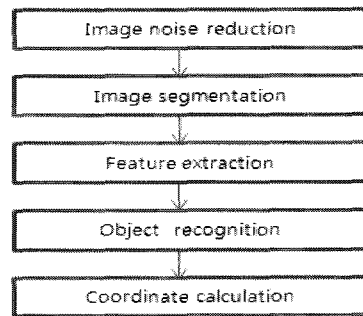 Image noise reduction
Image segmentation
Feature extraction
Object recognition
Coordinate calculation